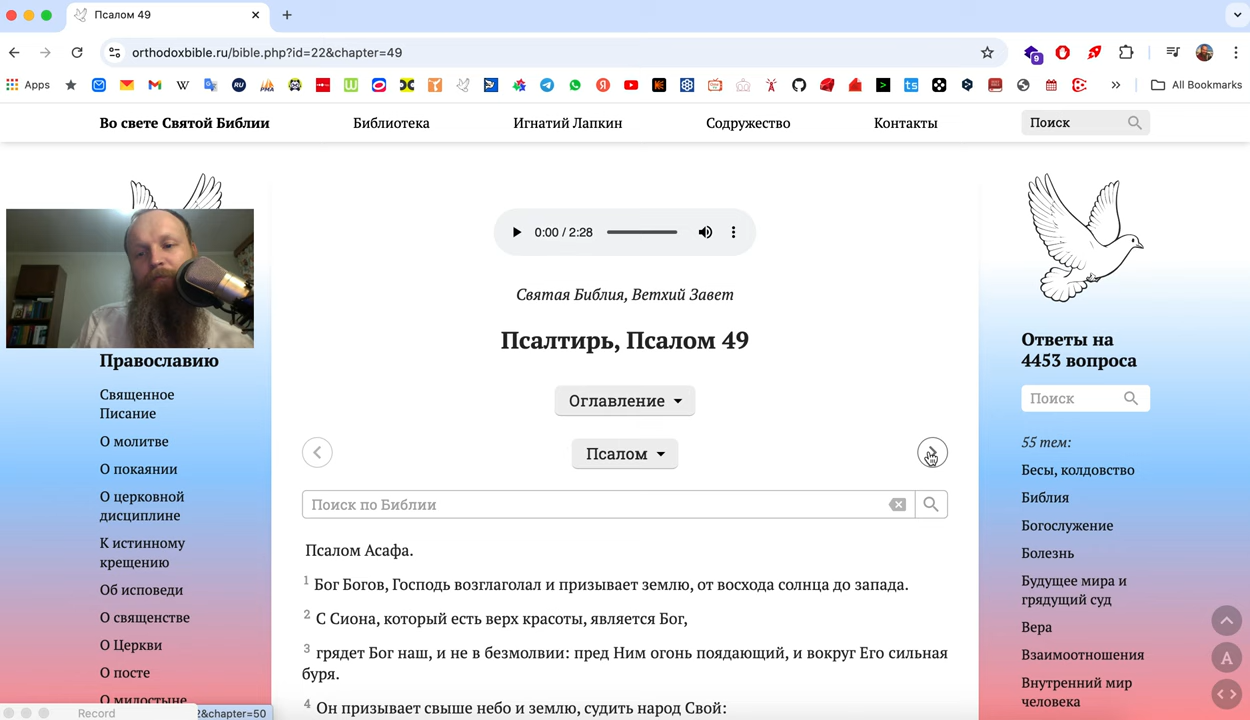 Псалом 49
orthodoxbible.ru/bible.php?id=22&chapter=49
9
Apps
All Bookmarks
Во свете Святой Библии
Библиотека
Игнатий Лапкин
Содружество
Контакты
Поиск
0:00 / 2:28
Святая Библия, Ветхий Завет
Псалтирь, Псалом 49
Оглавление
Псалом
Поиск по Библии
Псалом Асафа.
1 Бог Богов, Господь возглаголал и призывает землю, от восхода солнца до запада.
2 С Сиона, который есть верх красоты, является Бог,
3 грядет Бог наш, и не в безмолвии: пред Ним огонь поядающий, и вокруг Его сильная
буря.
4 Он призывает свыше небо и землю, судить народ Свой:
Православию
Священное
Писание
О молитве
О покаянии
О церковной
дисциплине
К истинному
крещению
Об исповеди
О священстве
О Церкви
О посте
О милостыне
Record
2&chapter=50
Ответы на
4453 вопроса
Поиск
55 тем:
Бесы, колдовство
Библия
Богослужение
Болезнь
Будущее мира и
грядущий суд
Вера
Взаимоотношения
Внутренний мир
человека
A